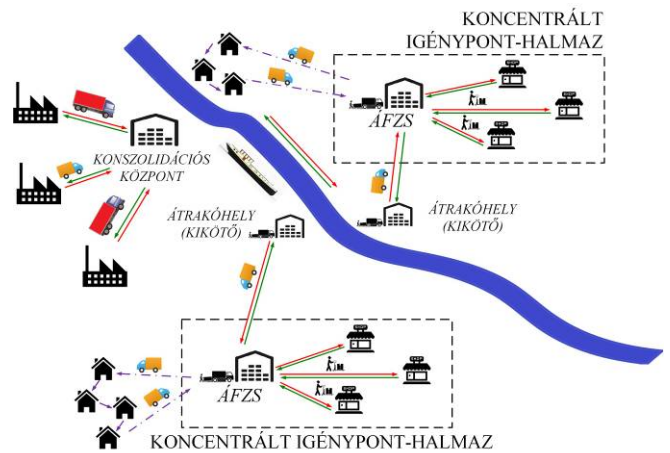 KONCENTRÁLT
IGÉNYPONT-HALMAZ
ÁFZS
KONSZOLIDÁCIÓS
KÖZPONT
ÁTRAKÓHELY
(KIKÖTŐ)
ÁTRAKÓHELY
(KIKÖTŐ)
ÁFZS
KONCENTRÁLT IGÉNYPONT-HALMAZ